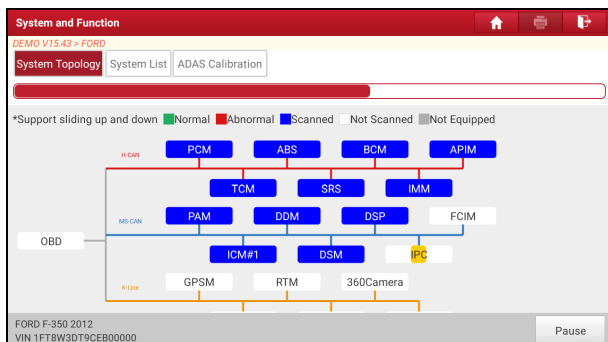 System and Function
DEMO V15.43 > FORD
System Topology System List ADAS Calibration
*Support sliding up and down Normal Abnormal Scanned Not Scanned Not Equipped
H-CAN PCM ABS BCM APIM
TCM SRS IMM
MS-CAN PAM DDM DSP FCIM
OBD
ICM#1 DSM IPC
K-Line GPSM RTM 360Camera
FORD F-350 2012
VIN 1FT8W3DT9CEB00000
Pause